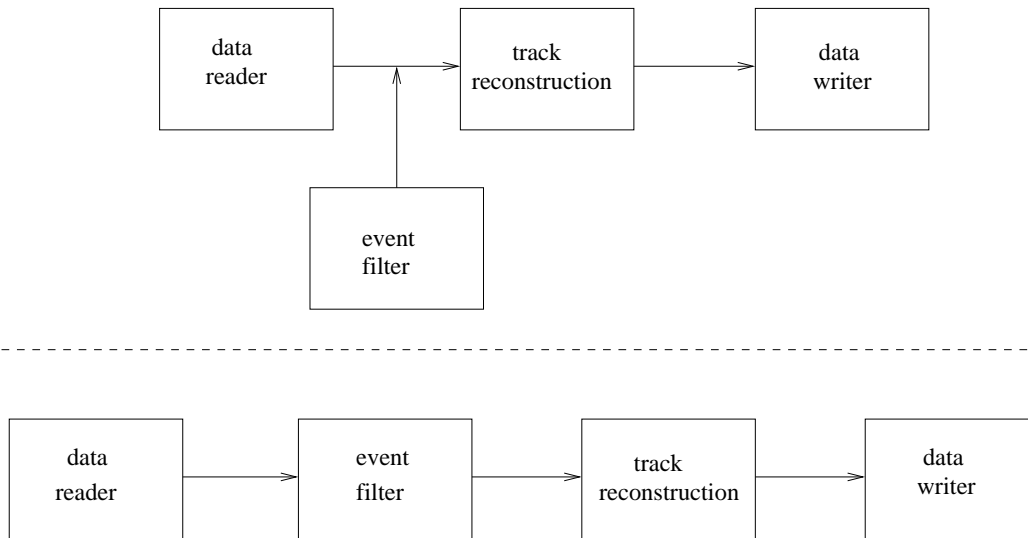 data
reader
track
reconstruction
data
writer
event
filter
data
reader
event
filter
track
reconstruction
data
writer